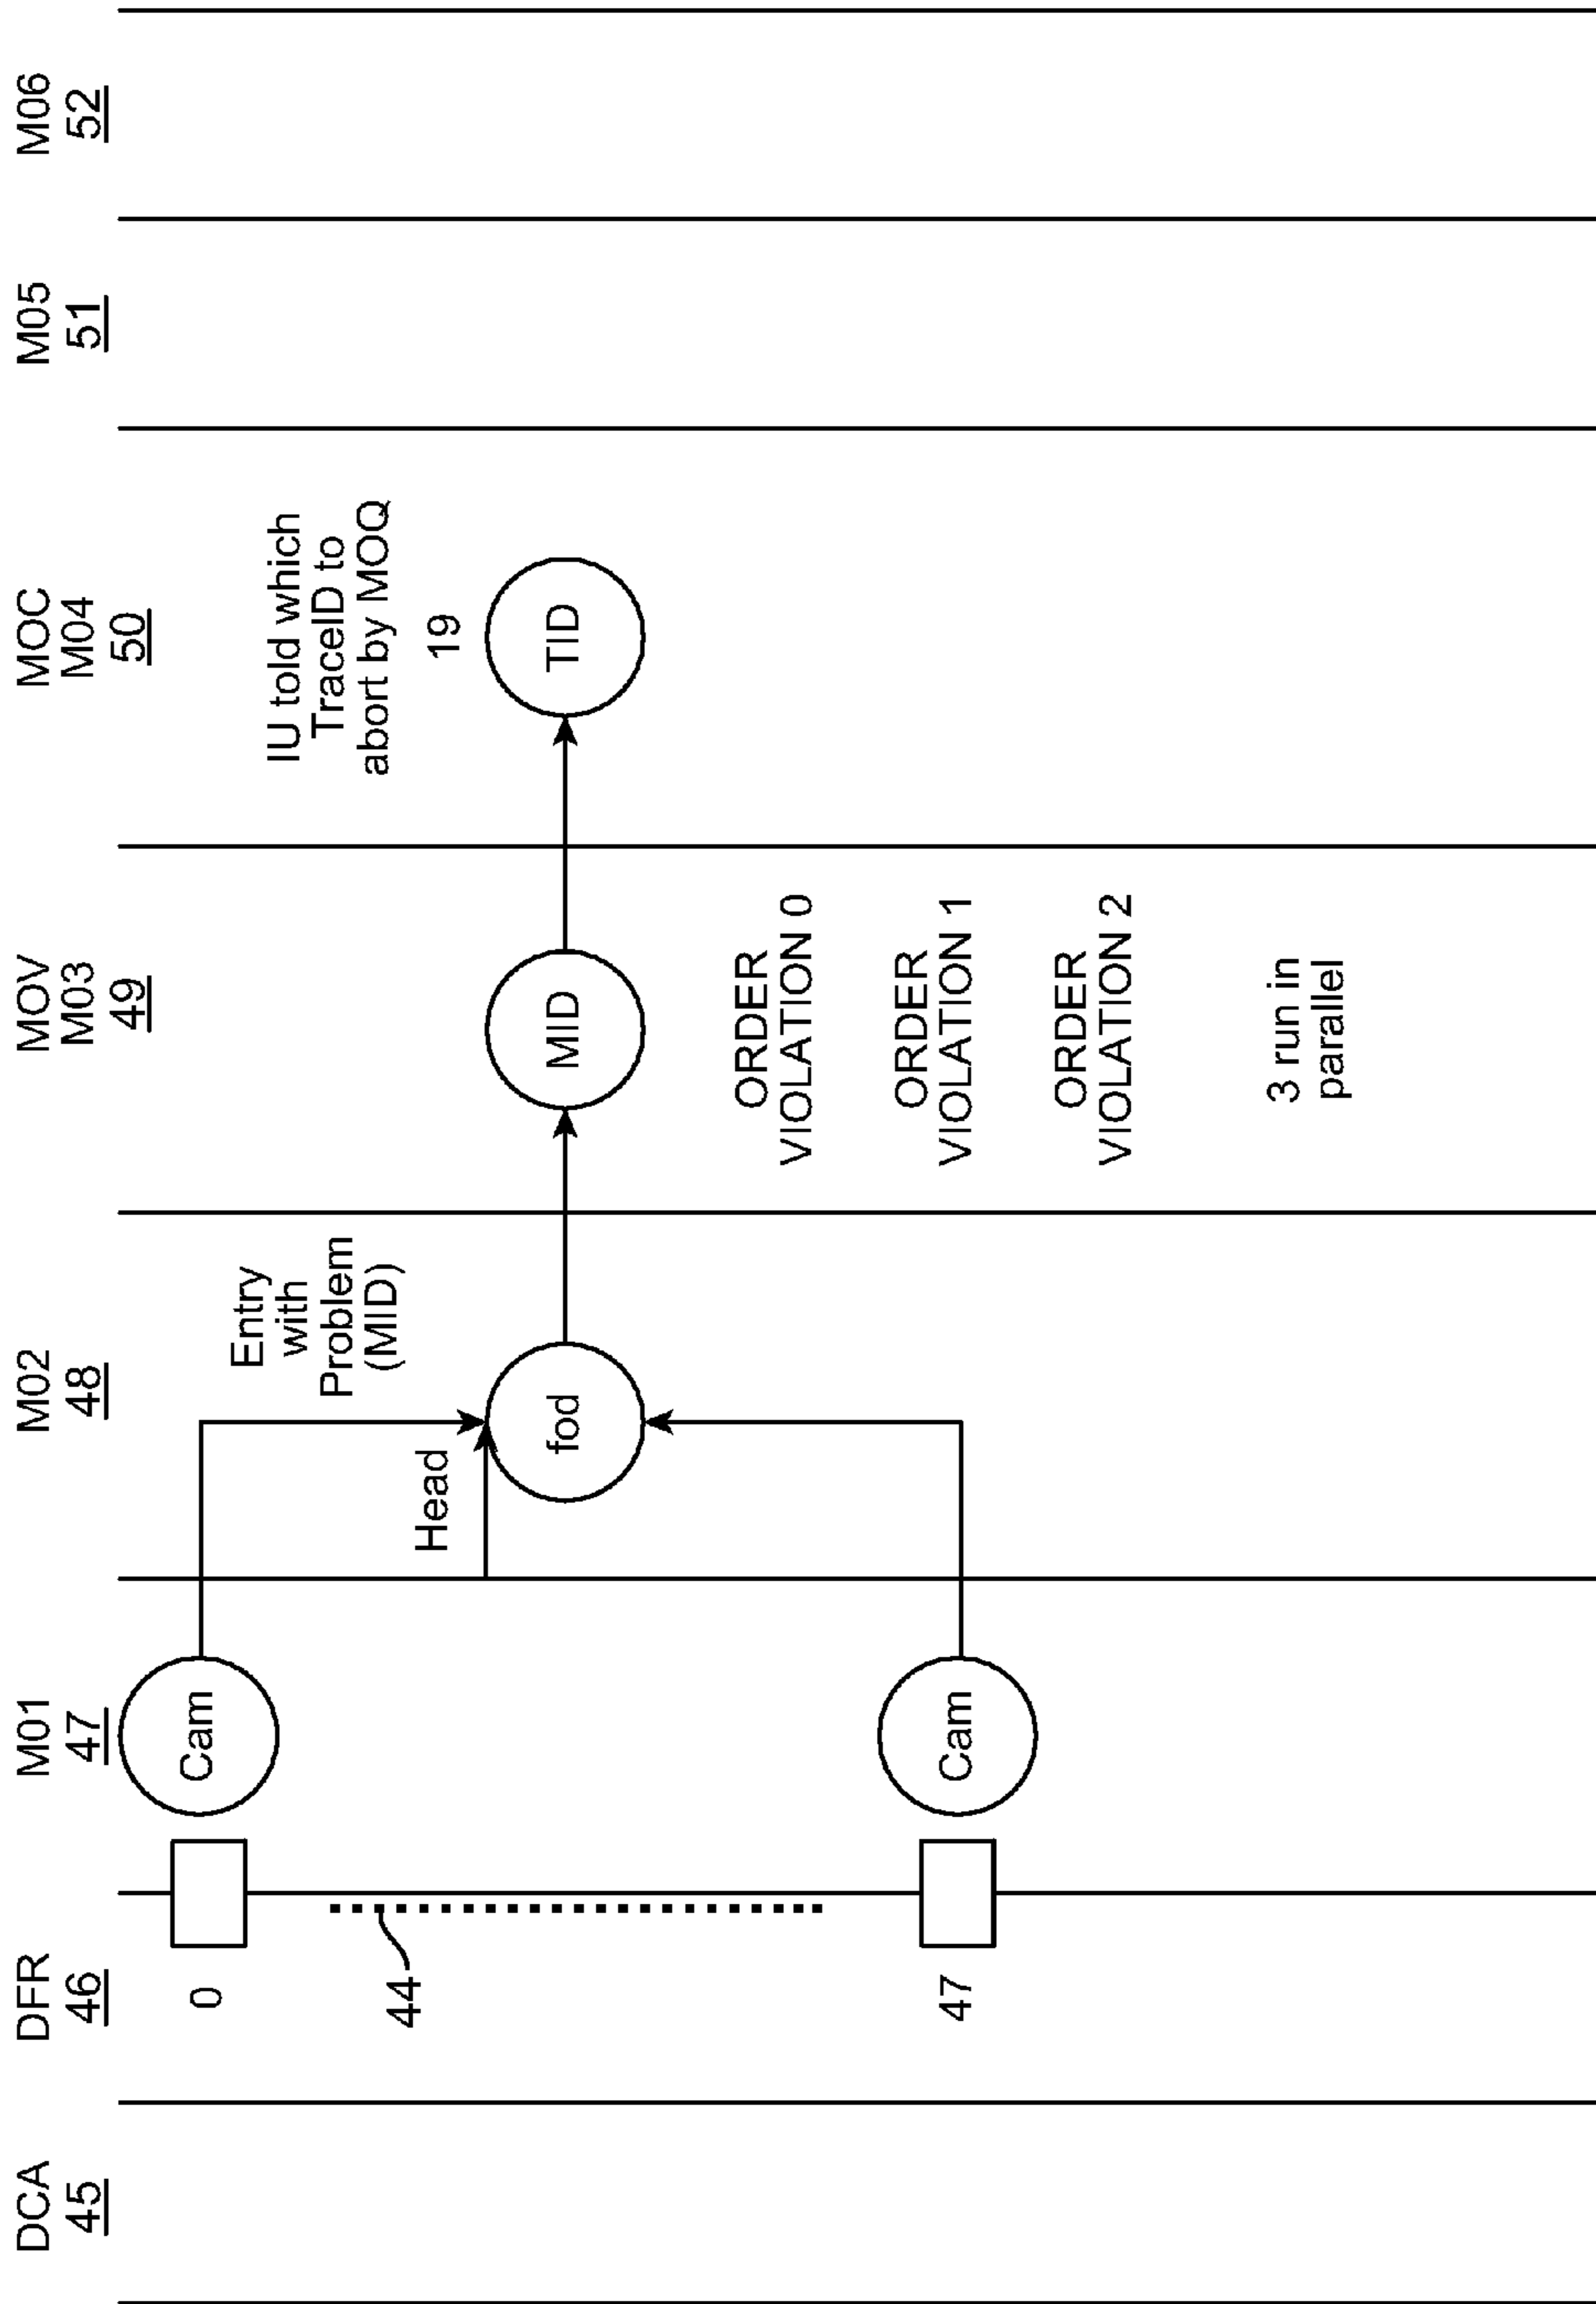 DCA
45
DFR
46
M01
47
M02
48
MOV
M03
49
MOC
M04
50
M05
51
M06
52
0
44
47
Cam
Cam
Head
Entry
with
Problem
(MID)
fod
MID
ORDER
VIOLATION 0
ORDER
VIOLATION 1
ORDER
VIOLATION 2
3 run in
parallel
IU told which
TraceID to
abort by MOQ
19
TID